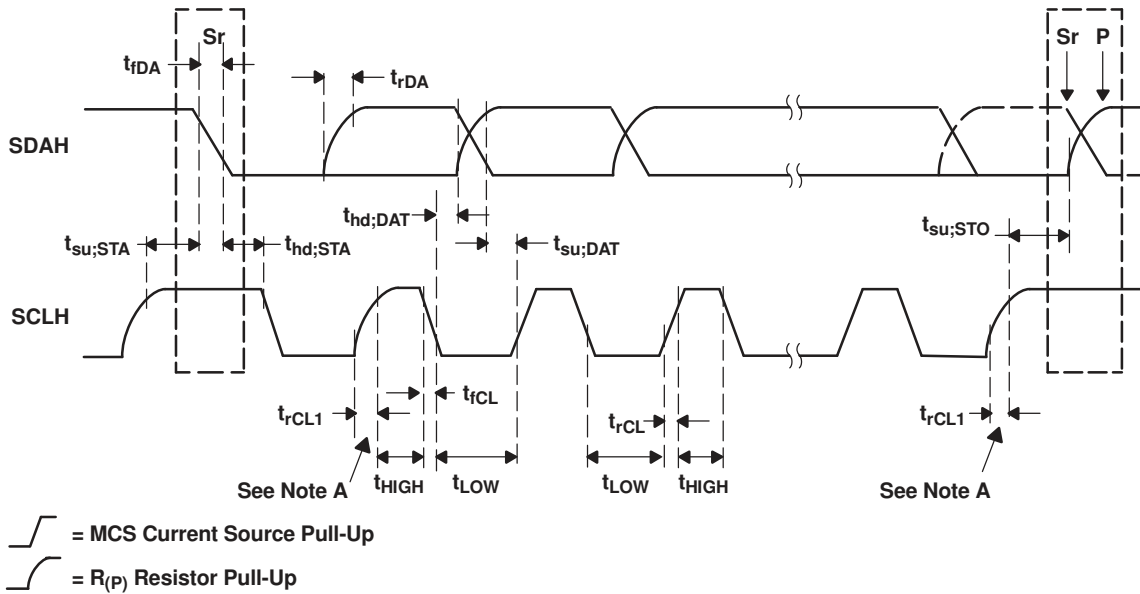 Sr
Sr P
tfDA
trDA
SDAH
thd;DAT
tsu;STA
thd;STA
tsu;DAT
tsu;STO
SCLH
tfCL
trCL1
trCL
trCL1
See Note A
tHIGH
tLOW
tLOW
tHIGH
See Note A
= MCS Current Source Pull-Up
= R(P) Resistor Pull-Up